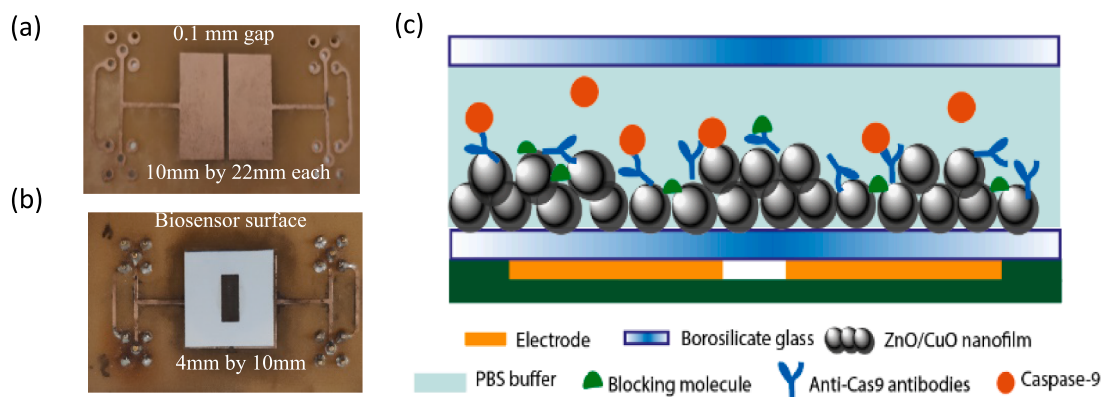 (a)
0.1 mm gap
10mm by 22mm each
(b)
Biosensor surface
4mm by 10mm
(c)
Electrode
Borosilicate glass
ZnO/CuO nanofilm
PBS buffer
Blocking molecule
Anti-Cas9 antibodies
Caspase-9